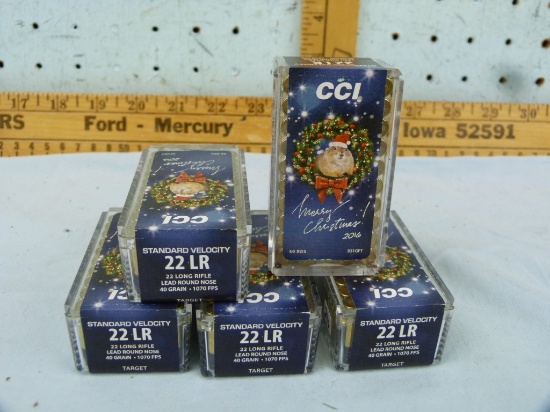 17 18 19 20 21 22 23
ERS Ford - Mercury
Iowa 52591
CCI
Merry
Christmas!
2016
Merry Christmas!
2016
CCI
STANDARD VELOCITY
22 LR
22 LONG RIFLE
LEAD ROUND NOSE
40 GRAIN • 1070 FPS
TARGET
CCI
STANDARD VELOCITY
22 LR
22 LONG RIFLE
LEAD ROUND NOSE
40 GRAIN • 1070 FPS
TARGET
STANDARD VELOCITY
22 LR
22 LONG RIFLE
LEAD ROUND NOSE
40 GRAIN • 1070 FPS
TARGET
CCI
STANDARD VELOCITY
22 LR
22 LONG RIFLE
LEAD ROUND NOSE
40 GRAIN • 1070 FPS
TARGET